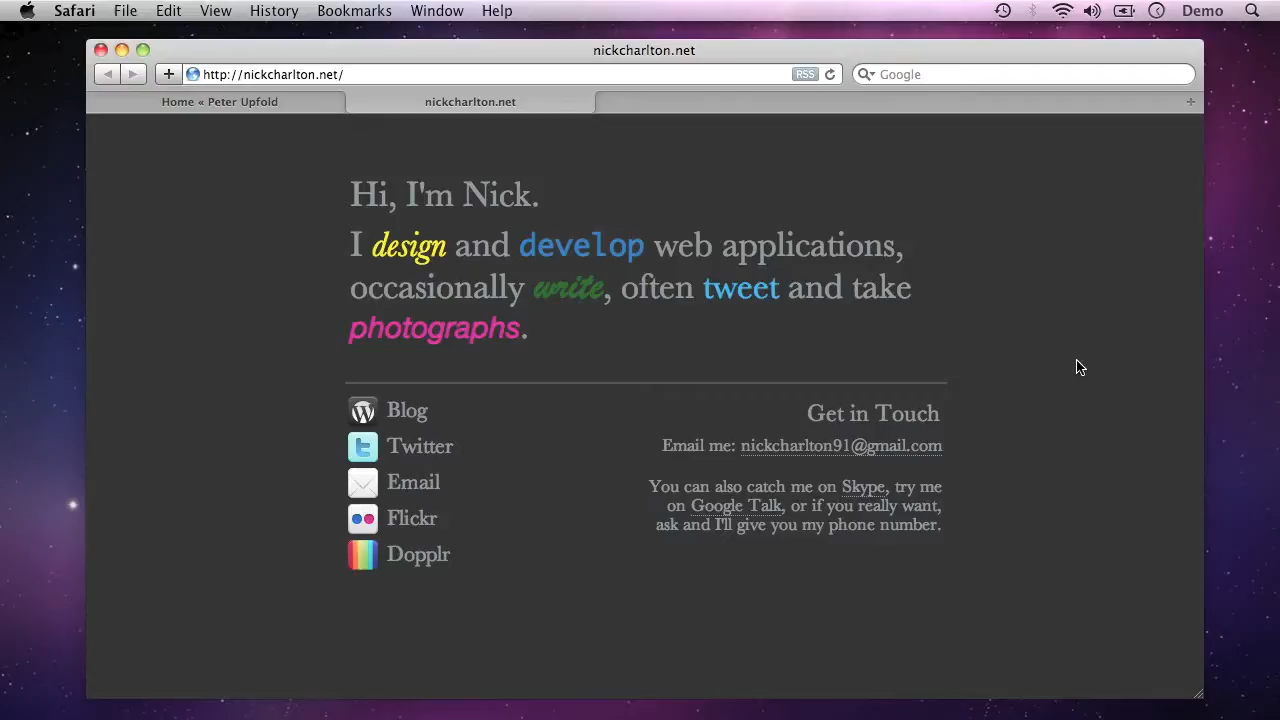 Safari File Edit View History Bookmarks Window Help Demo
nickcharlton.net
http://nickcharlton.net/ RSS Google
Home « Peter Upfold nickcharlton.net
Hi, I'm Nick.
I design and develop web applications,
occasionally write, often tweet and take
photographs.
Blog
Twitter
Email
Flickr
Dopplr
Get in Touch
Email me: nickcharlton91@gmail.com
You can also catch me on Skype, try me
on Google Talk, or if you really want,
ask and I'll give you my phone number.